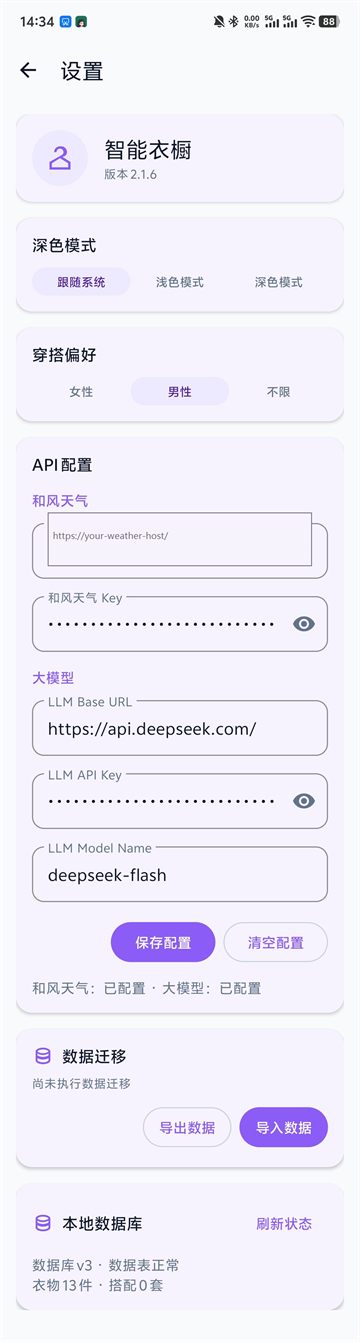 14:34
0.00 KB/s 5G 5G 88
设置
智能衣橱
版本 2.1.6
深色模式
跟随系统 浅色模式 深色模式
穿搭偏好
女性 男性 不限
API 配置
和风天气
https://your-weather-host/
和风天气 Key
•••••••••••••••••••••••••••
大模型
LLM Base URL
https://api.deepseek.com/
LLM API Key
•••••••••••••••••••••••••••
LLM Model Name
deepseek-flash
保存配置 清空配置
和风天气：已配置 · 大模型：已配置
数据迁移
尚未执行数据迁移
导出数据 导入数据
本地数据库 刷新状态
数据库 v3 · 数据表正常
衣物 13 件 · 搭配 0 套